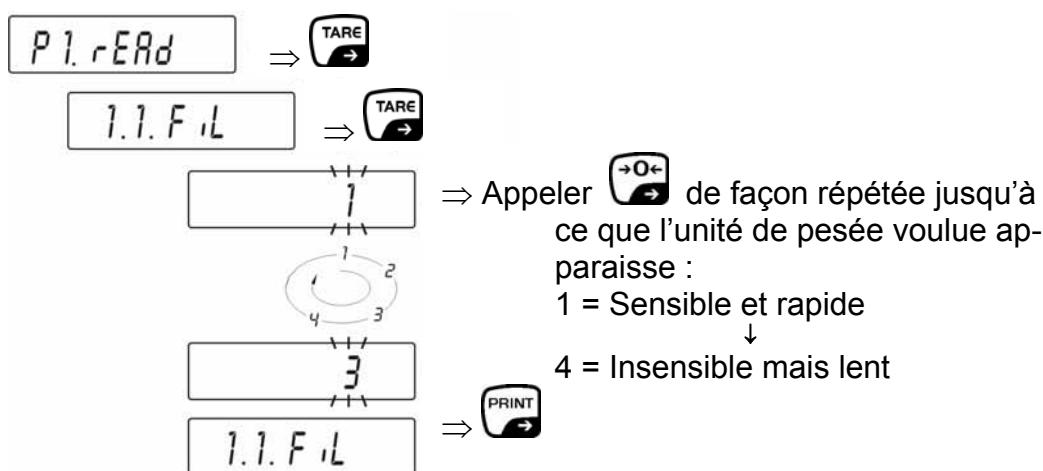 P1.rEAd ⇒ TARE
1.1.FiL ⇒ TARE
1 ⇒ Appeler →0← de façon répétée jusqu'à
ce que l'unité de pesée voulue ap-
paraisse :
1 2 3 4
1 = Sensible et rapide
↓
3
4 = Insensible mais lent
1.1.FiL ⇒ PRINT